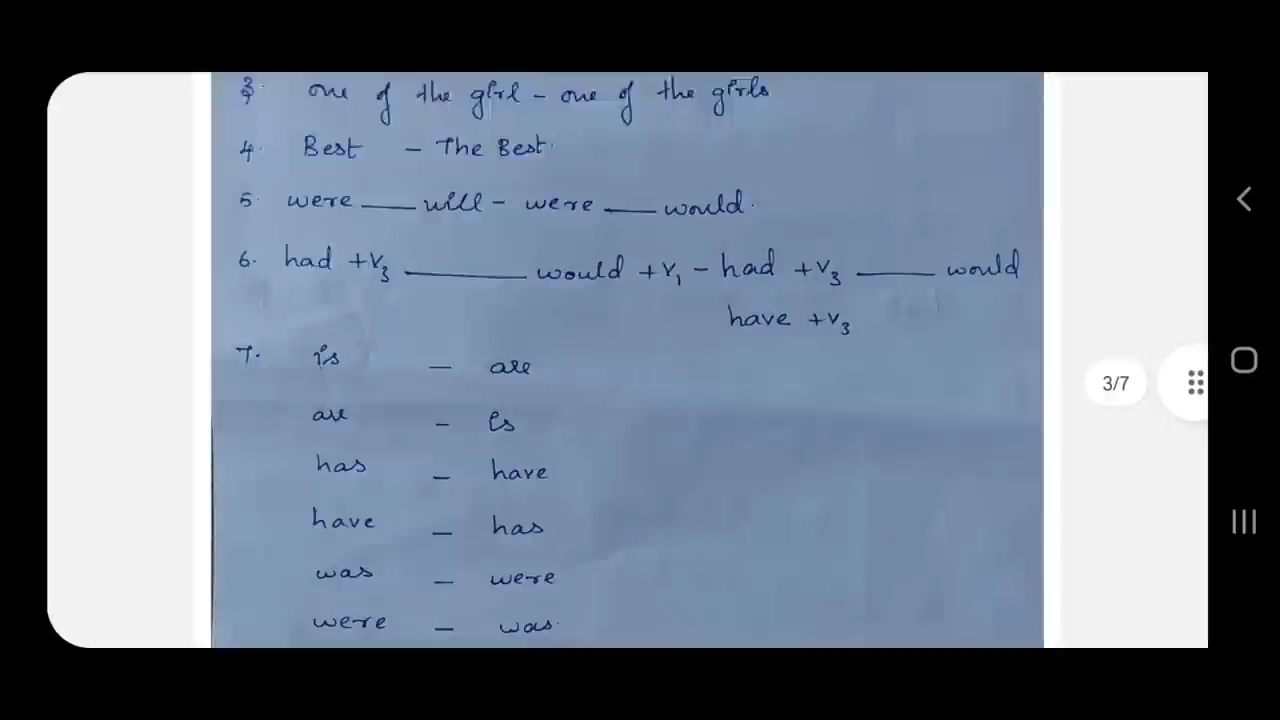 3. one of the girl - one of the girls
4. Best - The Best.
5. were ___ will - were ___ would.
6. had +V3 ______ would +V1 - had +V3 ____ would
have +V3
7. is - are
are - is
has - have
have - has
was - were
were - was.
3/7